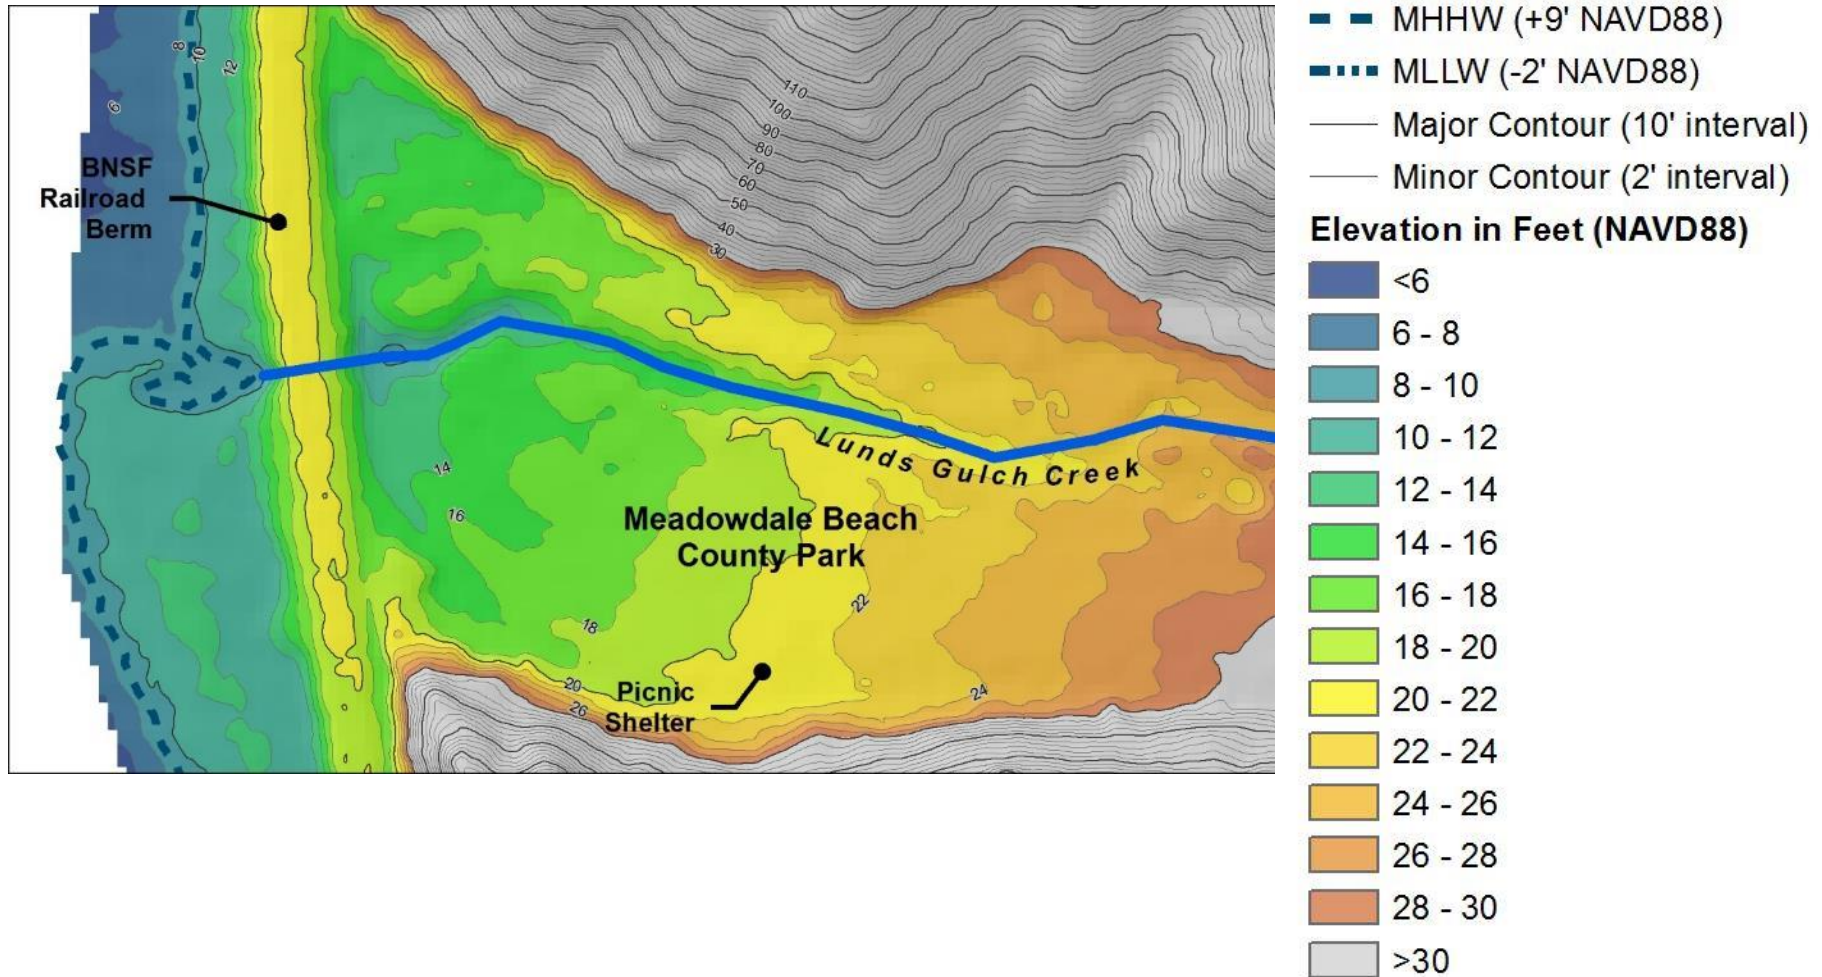 8
10
12
6
BNSF
Railroad
Berm
110
100
90
80
70
60
50
40
30
14
16
18
20
26
22
24
Lunds Gulch Creek
Meadowdale Beach
County Park
Picnic
Shelter
MHHW (+9' NAVD88)
MLLW (-2' NAVD88)
Major Contour (10' interval)
Minor Contour (2' interval)
Elevation in Feet (NAVD88)
<6
6 - 8
8 - 10
10 - 12
12 - 14
14 - 16
16 - 18
18 - 20
20 - 22
22 - 24
24 - 26
26 - 28
28 - 30
>30